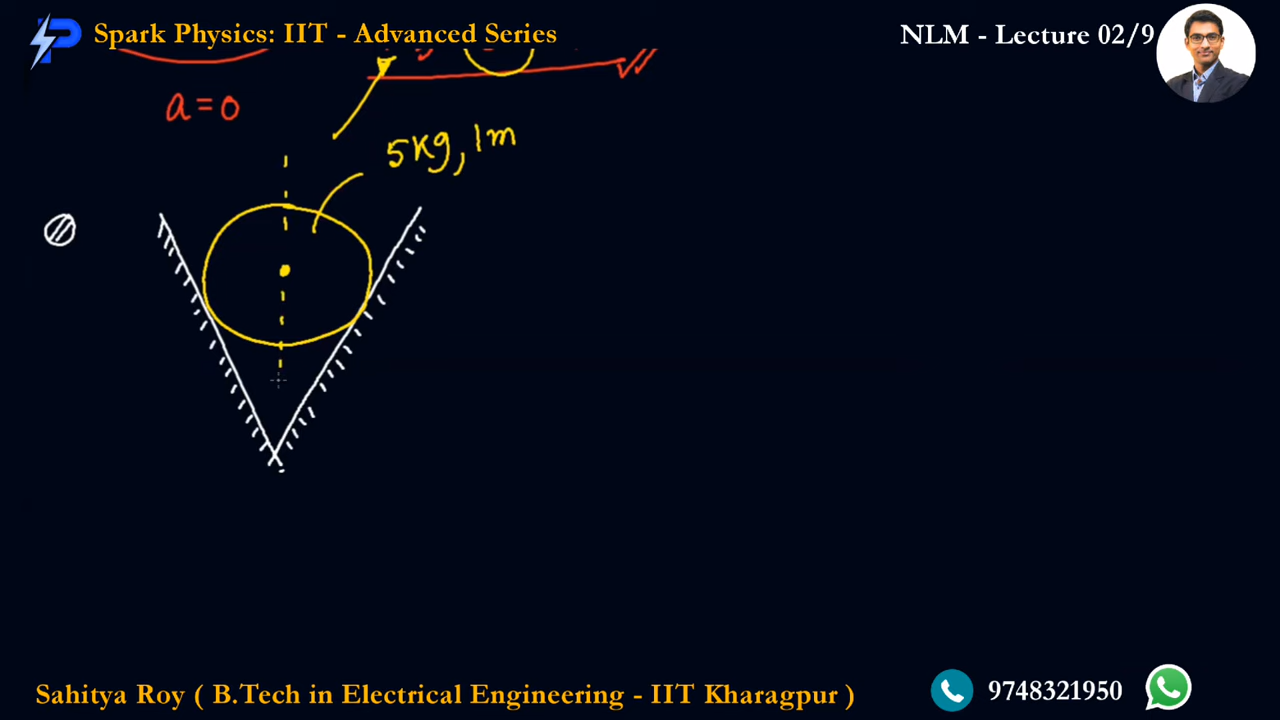 Spark Physics: IIT - Advanced Series
NLM - Lecture 02/9
a = 0
5kg, 1m
Sahitya Roy ( B.Tech in Electrical Engineering - IIT Kharagpur )
9748321950